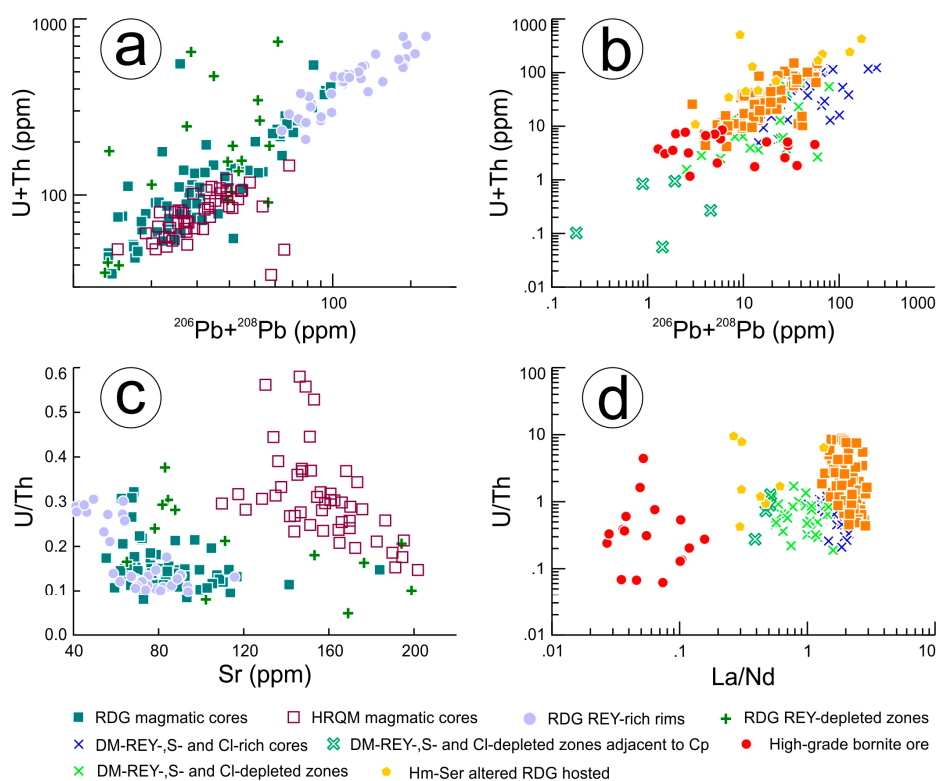 a
1000
100
U+Th (ppm)
100
²⁰⁶Pb+²⁰⁸Pb (ppm)
b
1000
100
10
1
.1
.01
U+Th (ppm)
.1 1 10 100 1000
²⁰⁶Pb+²⁰⁸Pb (ppm)
c
0.6
0.5
0.4
0.3
0.2
0.1
0.0
U/Th
40 80 120 160 200
Sr (ppm)
d
100
10
1
.1
.01
U/Th
.01 .1 1 10
La/Nd
RDG magmatic cores HRQM magmatic cores RDG REY-rich rims RDG REY-depleted zones
DM-REY-,S- and Cl-rich cores DM-REY-,S- and Cl-depleted zones adjacent to Cp High-grade bornite ore
DM-REY-,S- and Cl-depleted zones Hm-Ser altered RDG hosted